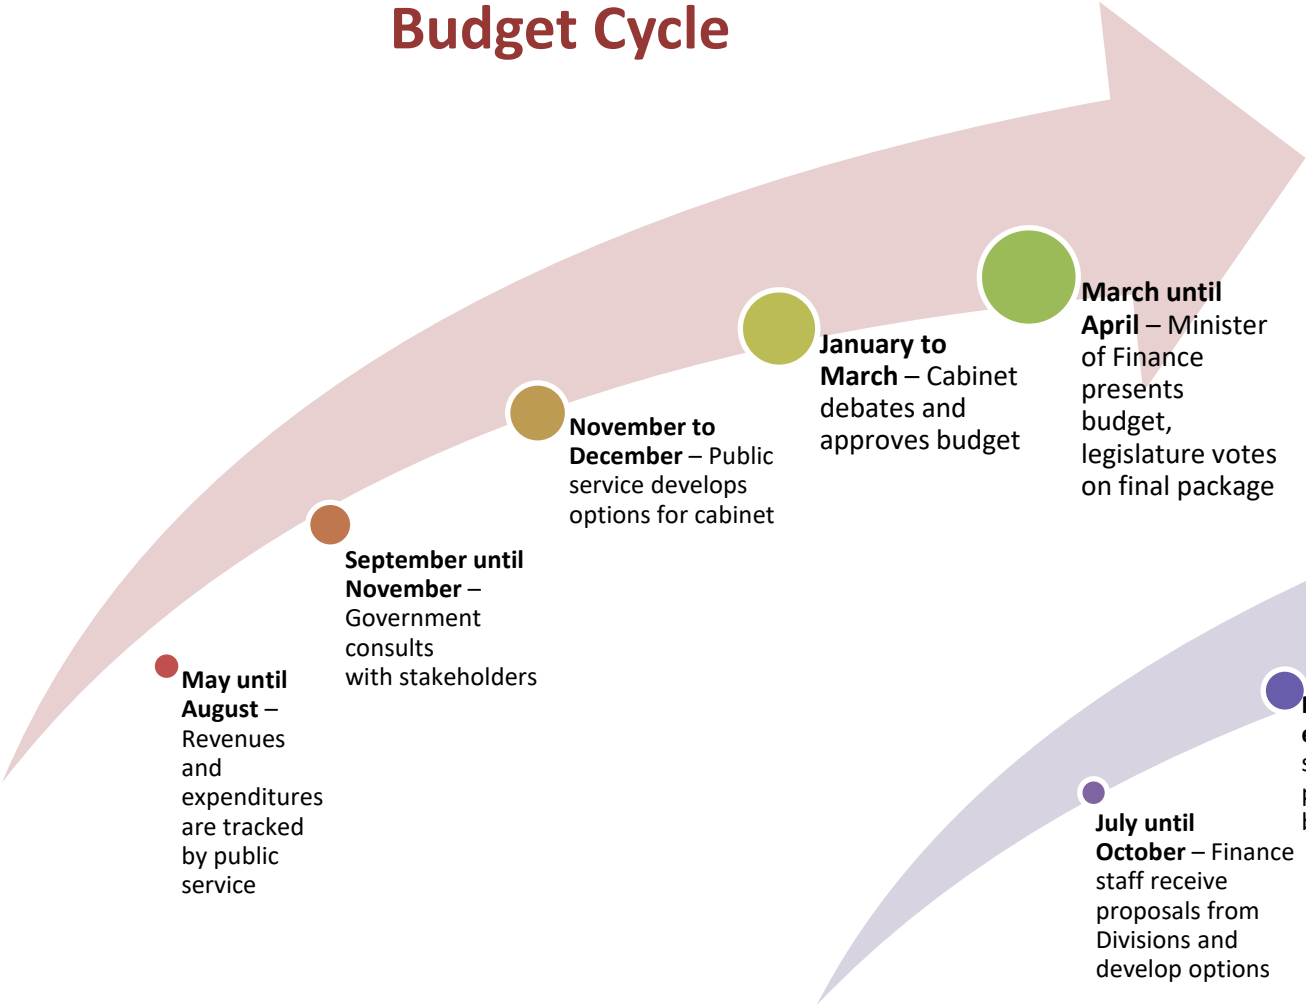 Budget Cycle
May until
August –
Revenues
and
expenditures
are tracked
by public
service
September until
November –
Government
consults
with stakeholders
November to
December – Public
service develops
options for cabinet
January to
March – Cabinet
debates and
approves budget
March until
April – Minister
of Finance
presents
budget,
legislature votes
on final package
July until
October – Finance
staff receive
proposals from
Divisions and
develop options